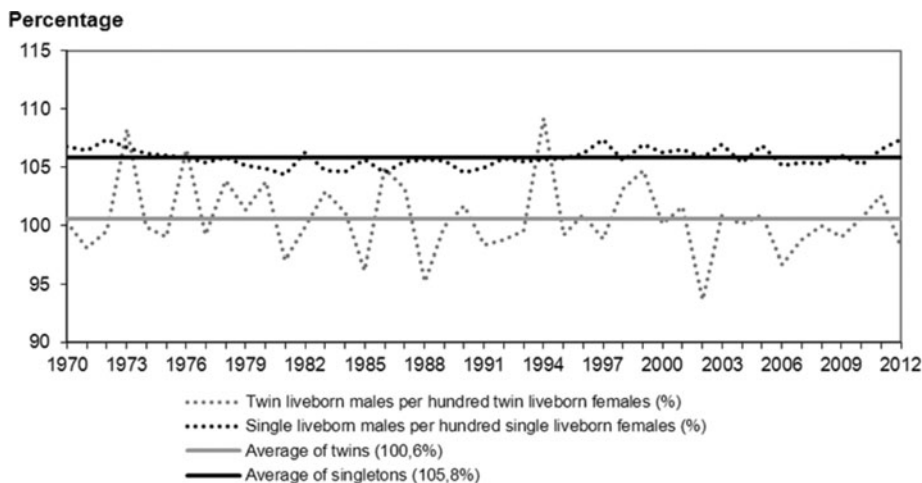 Percentage
115
110
105
100
95
90
1970 1973 1976 1979 1982 1985 1988 1991 1994 1997 2000 2003 2006 2009 2012
Twin liveborn males per hundred twin liveborn females (%)
Single liveborn males per hundred single liveborn females (%)
Average of twins (100,6%)
Average of singletons (105,8%)